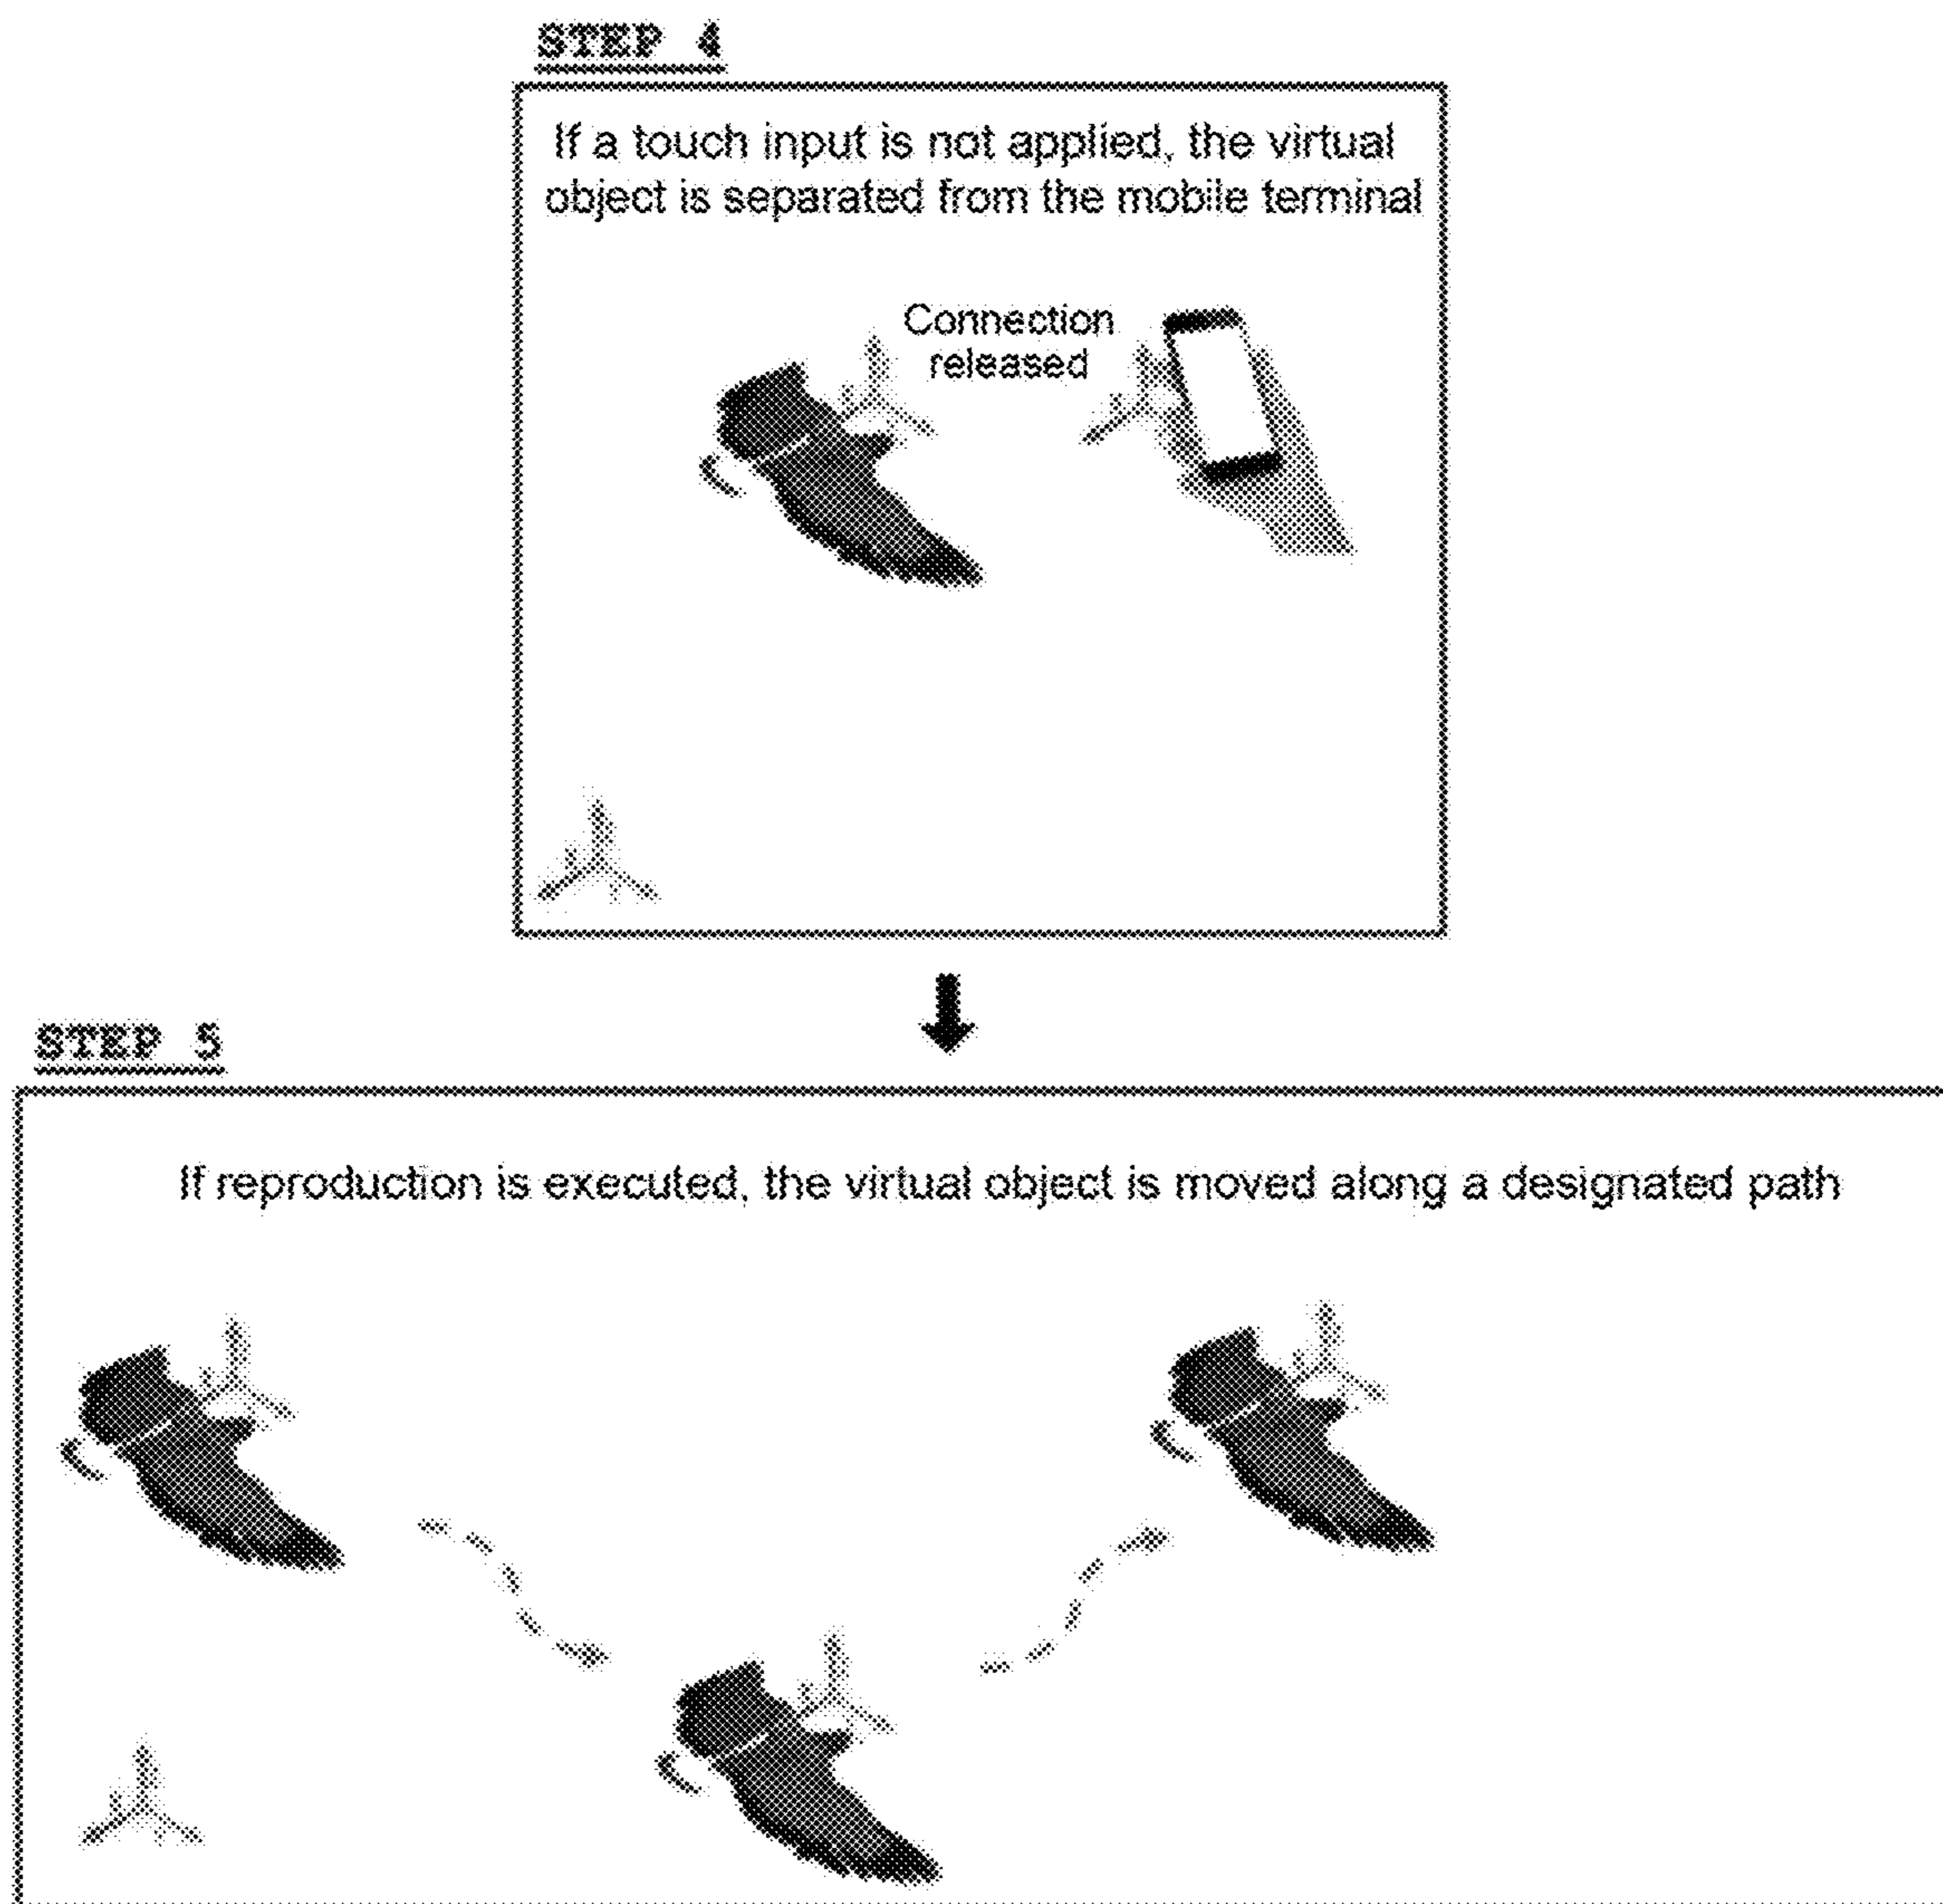 STEP 4
If a touch input is not applied, the virtual
object is separated from the mobile terminal
Connection
released
STEP 5
If reproduction is executed, the virtual object is moved along a designated path